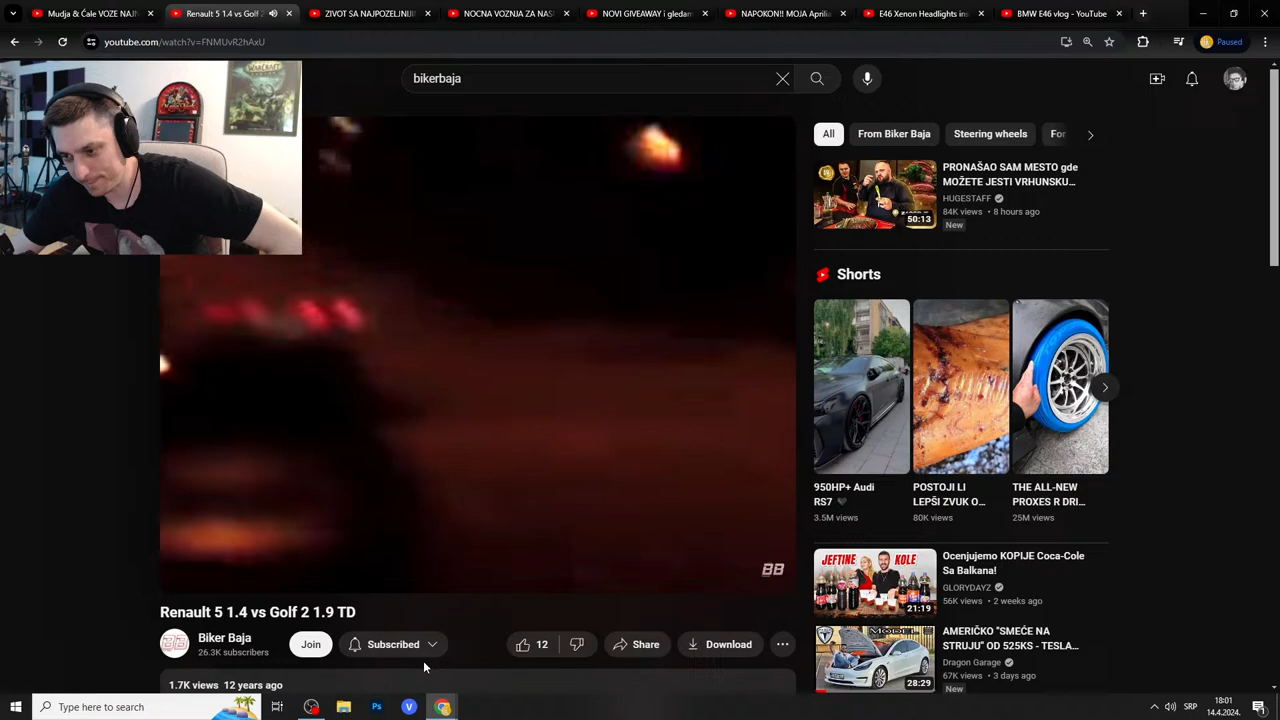 Mudja & Ćale VOZE NAJN
Renault 5 1.4 vs Golf 2
ZIVOT SA NAJPOZELJNIJI
NOCNA VOZNJA ZA NAS
NOVI GIVEAWAY i gledam
NAPOKON!! MOJA Aprilia
E46 Xenon Headlights ins
BMW E46 vlog - YouTube
youtube.com/watch?v=FNMUvR2hAxU
Paused
bikerbaja
All
From Biker Baja
Steering wheels
For
PRONAŠAO SAM MESTO gde
MOŽETE JESTI VRHUNSKU...
HUGESTAFF
84K views • 8 hours ago
New
50:13
Shorts
950HP+ Audi
RS7
3.5M views
POSTOJI LI
LEPŠI ZVUK O...
80K views
THE ALL-NEW
PROXES R DRI...
25M views
JEFTINE KOLE
21:19
Ocenjujemo KOPIJE Coca-Cole
Sa Balkana!
GLORYDAYZ
56K views • 2 weeks ago
28:29
AMERIČKO "SMEĆE NA
STRUJU" OD 525KS - TESLA...
Dragon Garage
67K views • 3 days ago
New
BB
Renault 5 1.4 vs Golf 2 1.9 TD
Biker Baja
26.3K subscribers
Join
Subscribed
12
Share
Download
1.7K views 12 years ago
Type here to search
SRP
18:01
14.4.2024.